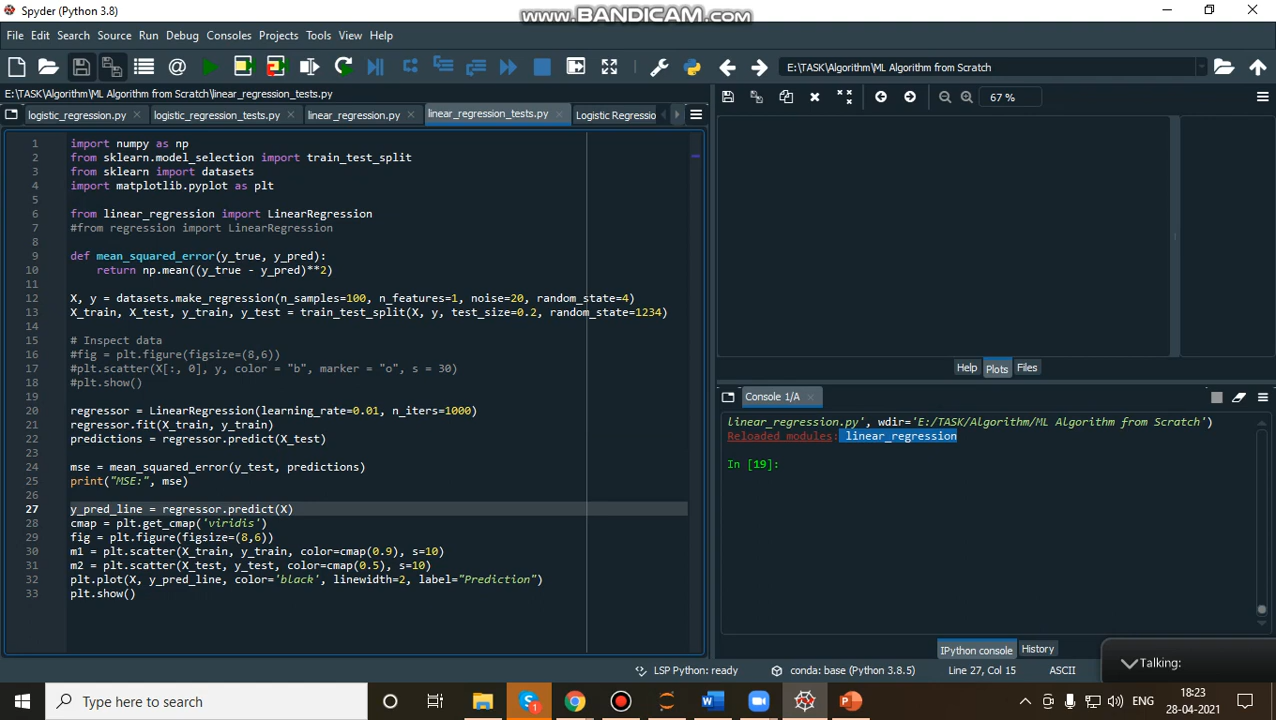 Spyder (Python 3.8)
www.BANDICAM.com
File Edit Search Source Run Debug Consoles Projects Tools View Help
E:\TASK\Algorithm\ML Algorithm from Scratch
E:\TASK\Algorithm\ML Algorithm from Scratch\linear_regression_tests.py
logistic_regression.py logistic_regression_tests.py linear_regression.py linear_regression_tests.py Logistic Regressio
67 %
1 import numpy as np
2 from sklearn.model_selection import train_test_split
3 from sklearn import datasets
4 import matplotlib.pyplot as plt
5
6 from linear_regression import LinearRegression
7 #from regression import LinearRegression
8
9 def mean_squared_error(y_true, y_pred):
10 return np.mean((y_true - y_pred)**2)
11
12 X, y = datasets.make_regression(n_samples=100, n_features=1, noise=20, random_state=4)
13 X_train, X_test, y_train, y_test = train_test_split(X, y, test_size=0.2, random_state=1234)
14
15 # Inspect data
16 #fig = plt.figure(figsize=(8,6))
17 #plt.scatter(X[:, 0], y, color = "b", marker = "o", s = 30)
18 #plt.show()
19
20 regressor = LinearRegression(learning_rate=0.01, n_iters=1000)
21 regressor.fit(X_train, y_train)
22 predictions = regressor.predict(X_test)
23
24 mse = mean_squared_error(y_test, predictions)
25 print("MSE:", mse)
26
27 y_pred_line = regressor.predict(X)
28 cmap = plt.get_cmap('viridis')
29 fig = plt.figure(figsize=(8,6))
30 m1 = plt.scatter(X_train, y_train, color=cmap(0.9), s=10)
31 m2 = plt.scatter(X_test, y_test, color=cmap(0.5), s=10)
32 plt.plot(X, y_pred_line, color='black', linewidth=2, label="Prediction")
33 plt.show()
Help Plots Files
Console 1/A
linear_regression.py', wdir='E:/TASK/Algorithm/ML Algorithm from Scratch')
Reloaded modules: linear_regression
In [19]:
IPython console History
LSP Python: ready conda: base (Python 3.8.5) Line 27, Col 15 ASCII
Talking:
Type here to search
1
ENG
18:23
28-04-2021